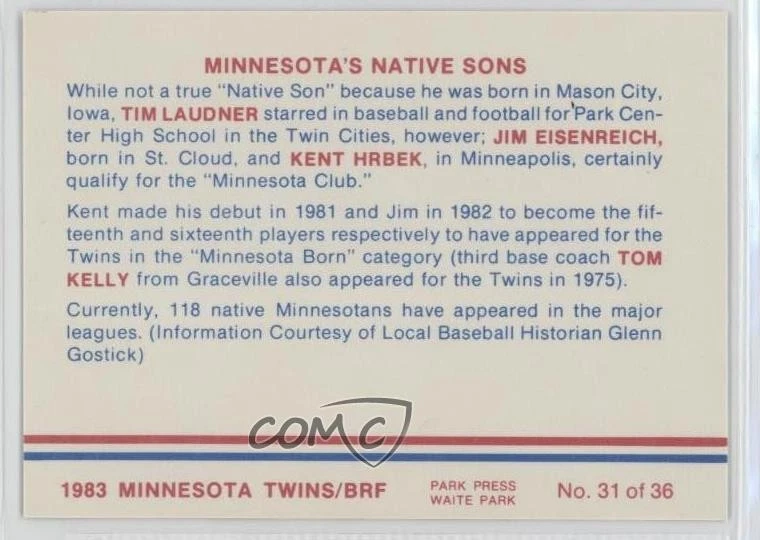 MINNESOTA'S NATIVE SONS
While not a true "Native Son" because he was born in Mason City,
Iowa, TIM LAUDNER starred in baseball and football for Park Cen-
ter High School in the Twin Cities, however; JIM EISENREICH,
born in St. Cloud, and KENT HRBEK, in Minneapolis, certainly
qualify for the "Minnesota Club."
Kent made his debut in 1981 and Jim in 1982 to become the fif-
teenth and sixteenth players respectively to have appeared for the
Twins in the "Minnesota Born" category (third base coach TOM
KELLY from Graceville also appeared for the Twins in 1975).
Currently, 118 native Minnesotans have appeared in the major
leagues. (Information Courtesy of Local Baseball Historian Glenn
Gostick)
COMC
1983 MINNESOTA TWINS/BRF
PARK PRESS
WAITE PARK
No. 31 of 36